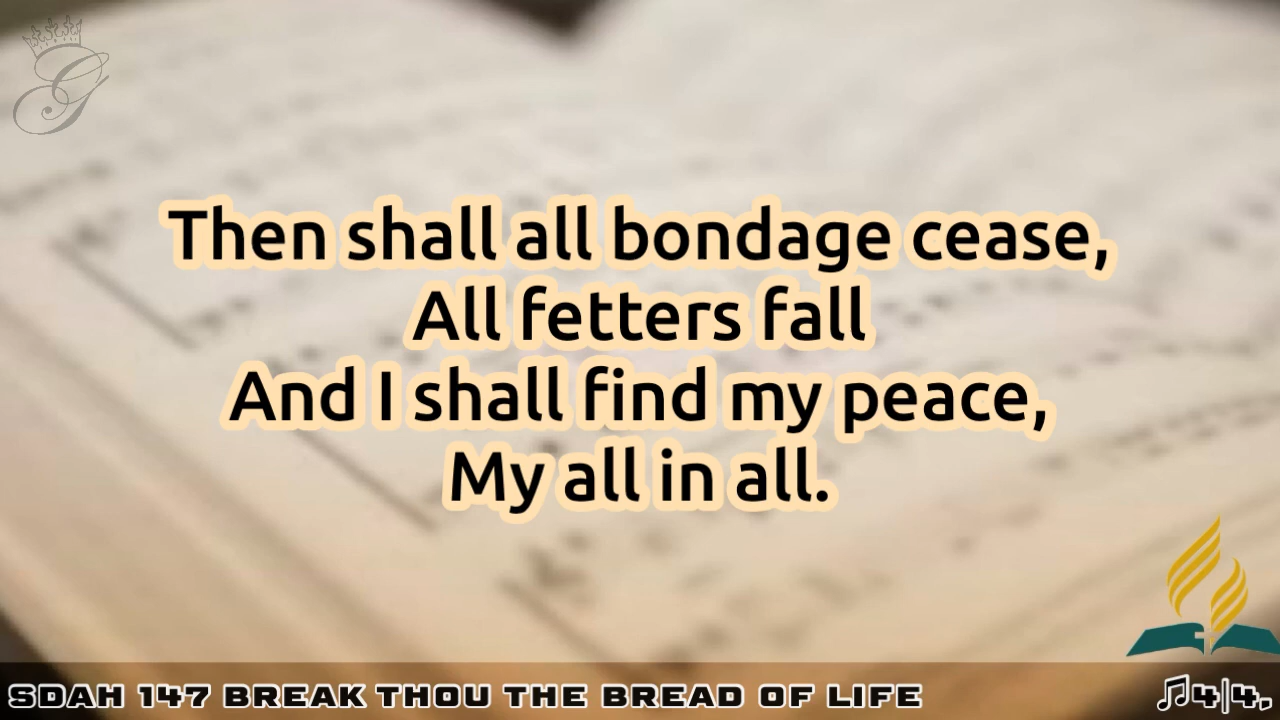 G
Then shall all bondage cease,
All fetters fall
And I shall find my peace,
My all in all.
SDAH 147 BREAK THOU THE BREAD OF LIFE
🎵4|4.